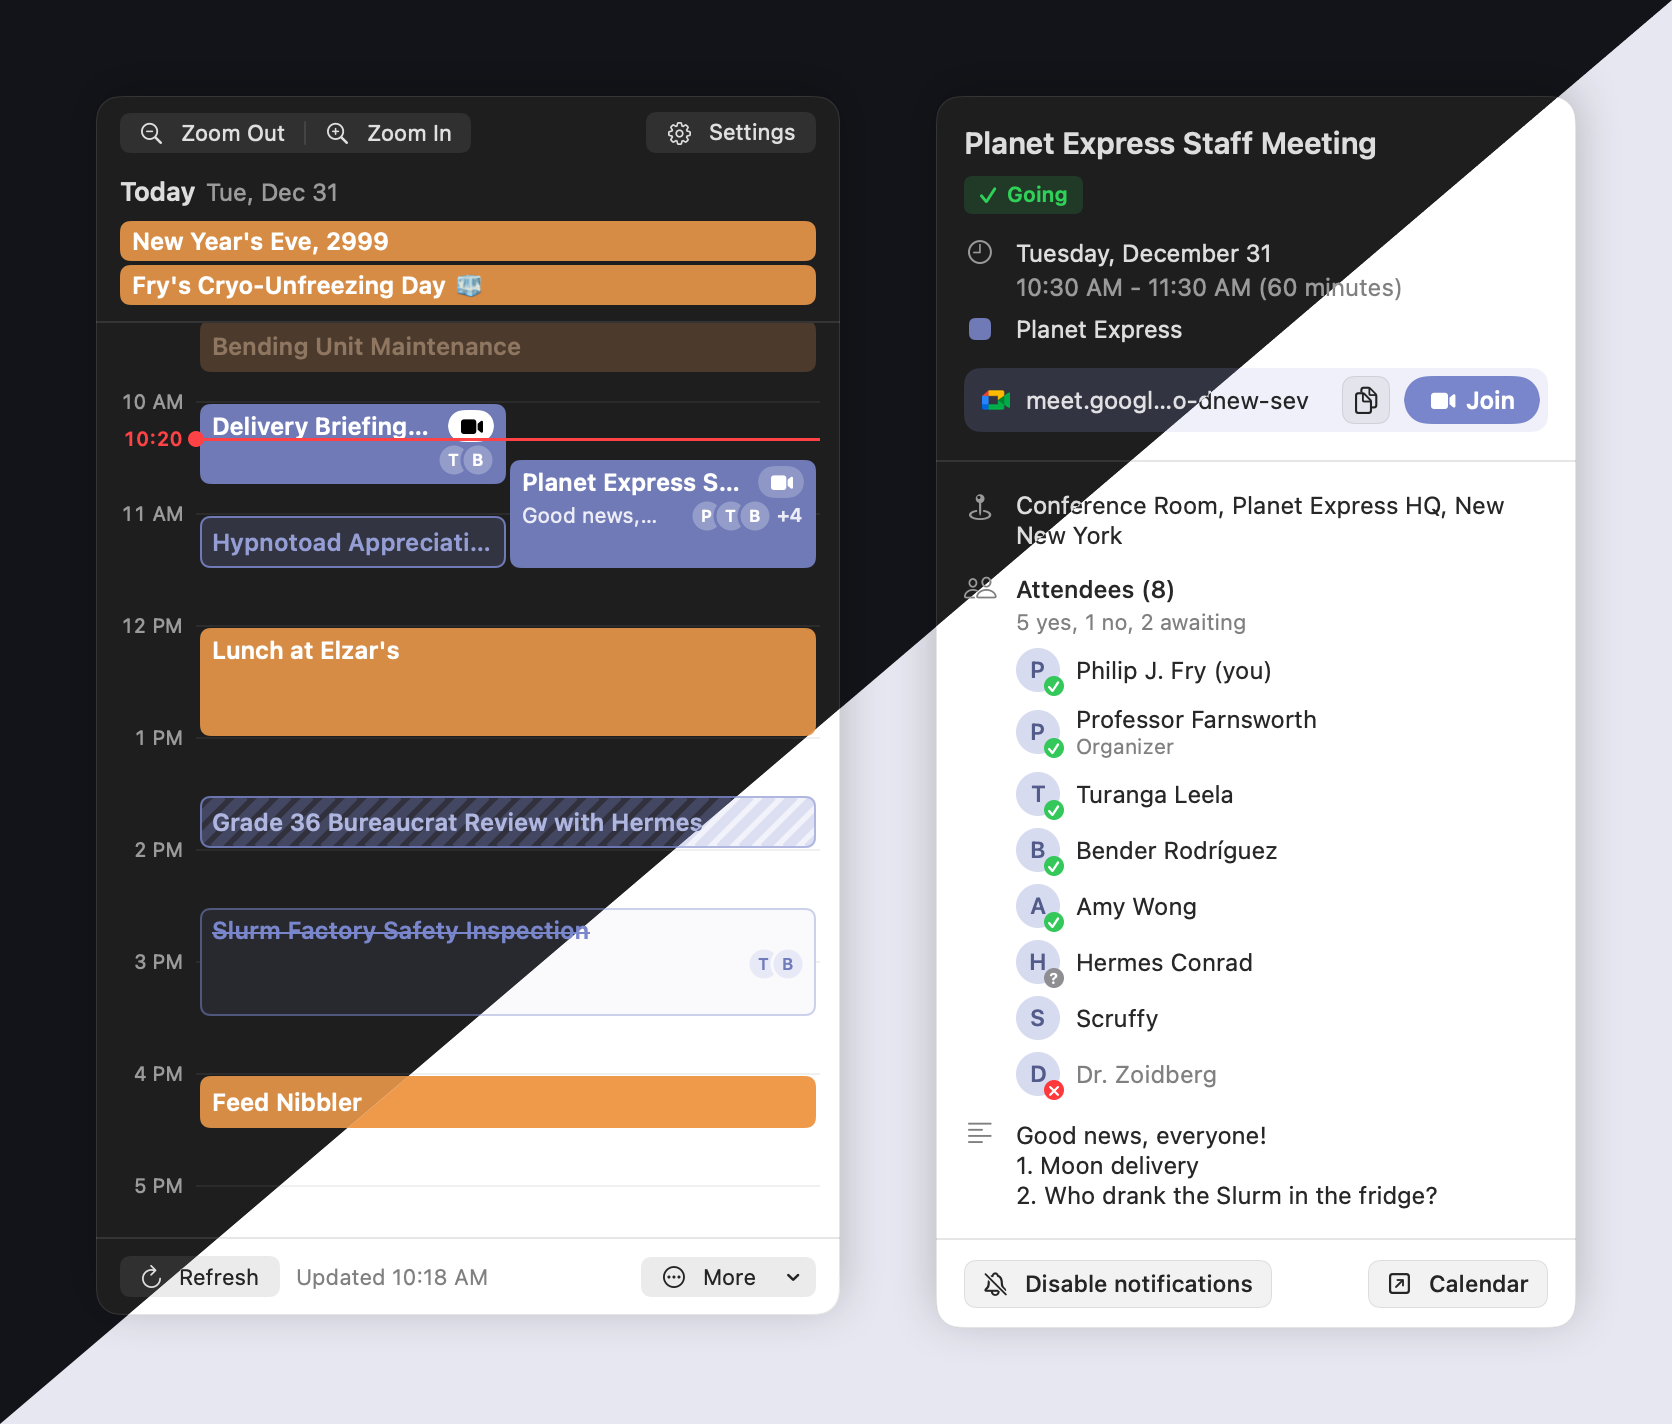 Zoom Out
Zoom In
Settings
Today Tue, Dec 31
New Year's Eve, 2999
Fry's Cryo-Unfreezing Day
Bending Unit Maintenance
10 AM
Delivery Briefing...
10:20
T B
Planet Express S...
Good news,...
P T B +4
11 AM
Hypnotoad Appreciati...
12 PM
Lunch at Elzar's
1 PM
Grade 36 Bureaucrat Review with Hermes
2 PM
Slurm Factory Safety Inspection
3 PM
T B
4 PM
Feed Nibbler
5 PM
Refresh
Updated 10:18 AM
More
Planet Express Staff Meeting
Going
Tuesday, December 31
10:30 AM - 11:30 AM (60 minutes)
Planet Express
meet.googl...o-dnew-sev
Join
Conference Room, Planet Express HQ, New
New York
Attendees (8)
5 yes, 1 no, 2 awaiting
P Philip J. Fry (you)
P Professor Farnsworth
Organizer
T Turanga Leela
B Bender Rodríguez
A Amy Wong
H Hermes Conrad
?
S Scruffy
D Dr. Zoidberg
Good news, everyone!
1. Moon delivery
2. Who drank the Slurm in the fridge?
Disable notifications
Calendar